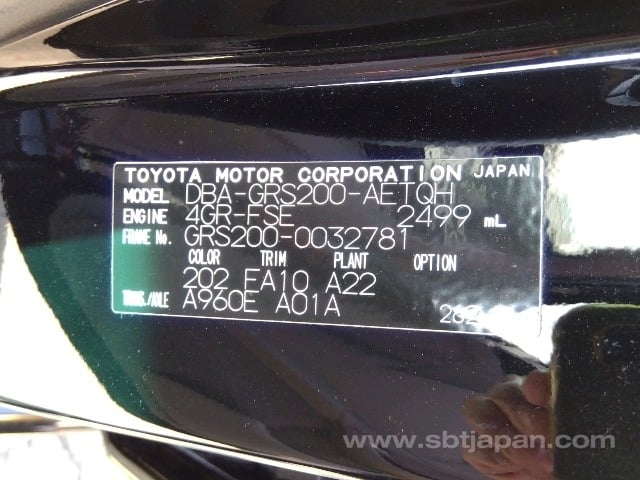 TOYOTA MOTOR CORPORATION JAPAN
MODEL DBA-GRS200-AETQH
ENGINE 4GR-FSE 2499 mL
FRAME No. GRS200-0032781
COLOR TRIM PLANT OPTION
202 FA10 A22
TRANS./AXLE A960E A01A
www.sbtjapan.com